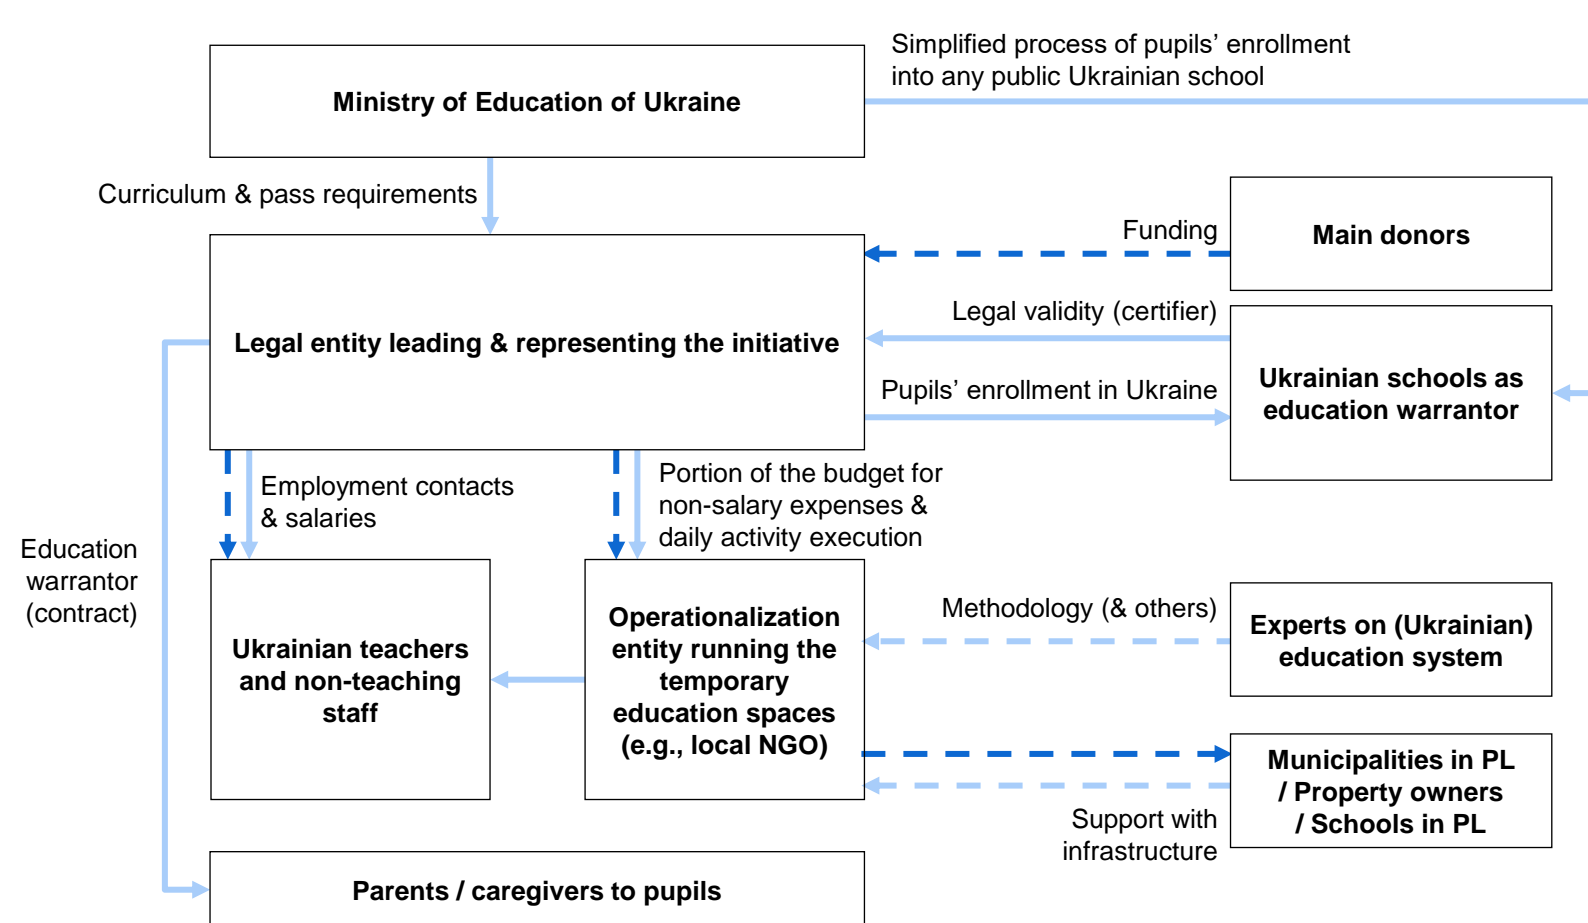 Simplified process of pupils’ enrollment
into any public Ukrainian school
Ministry of Education of Ukraine
Curriculum & pass requirements
Funding
Main donors
Legal entity leading & representing the initiative
Legal validity (certifier)
Pupils’ enrollment in Ukraine
Ukrainian schools as
education warrantor
Employment contacts
& salaries
Portion of the budget for
non-salary expenses &
daily activity execution
Education
warrantor
(contract)
Ukrainian teachers
and non-teaching
staff
Operationalization
entity running the
temporary
education spaces
(e.g., local NGO)
Methodology (& others)
Experts on (Ukrainian)
education system
Municipalities in PL
/ Property owners
/ Schools in PL
Support with
infrastructure
Parents / caregivers to pupils